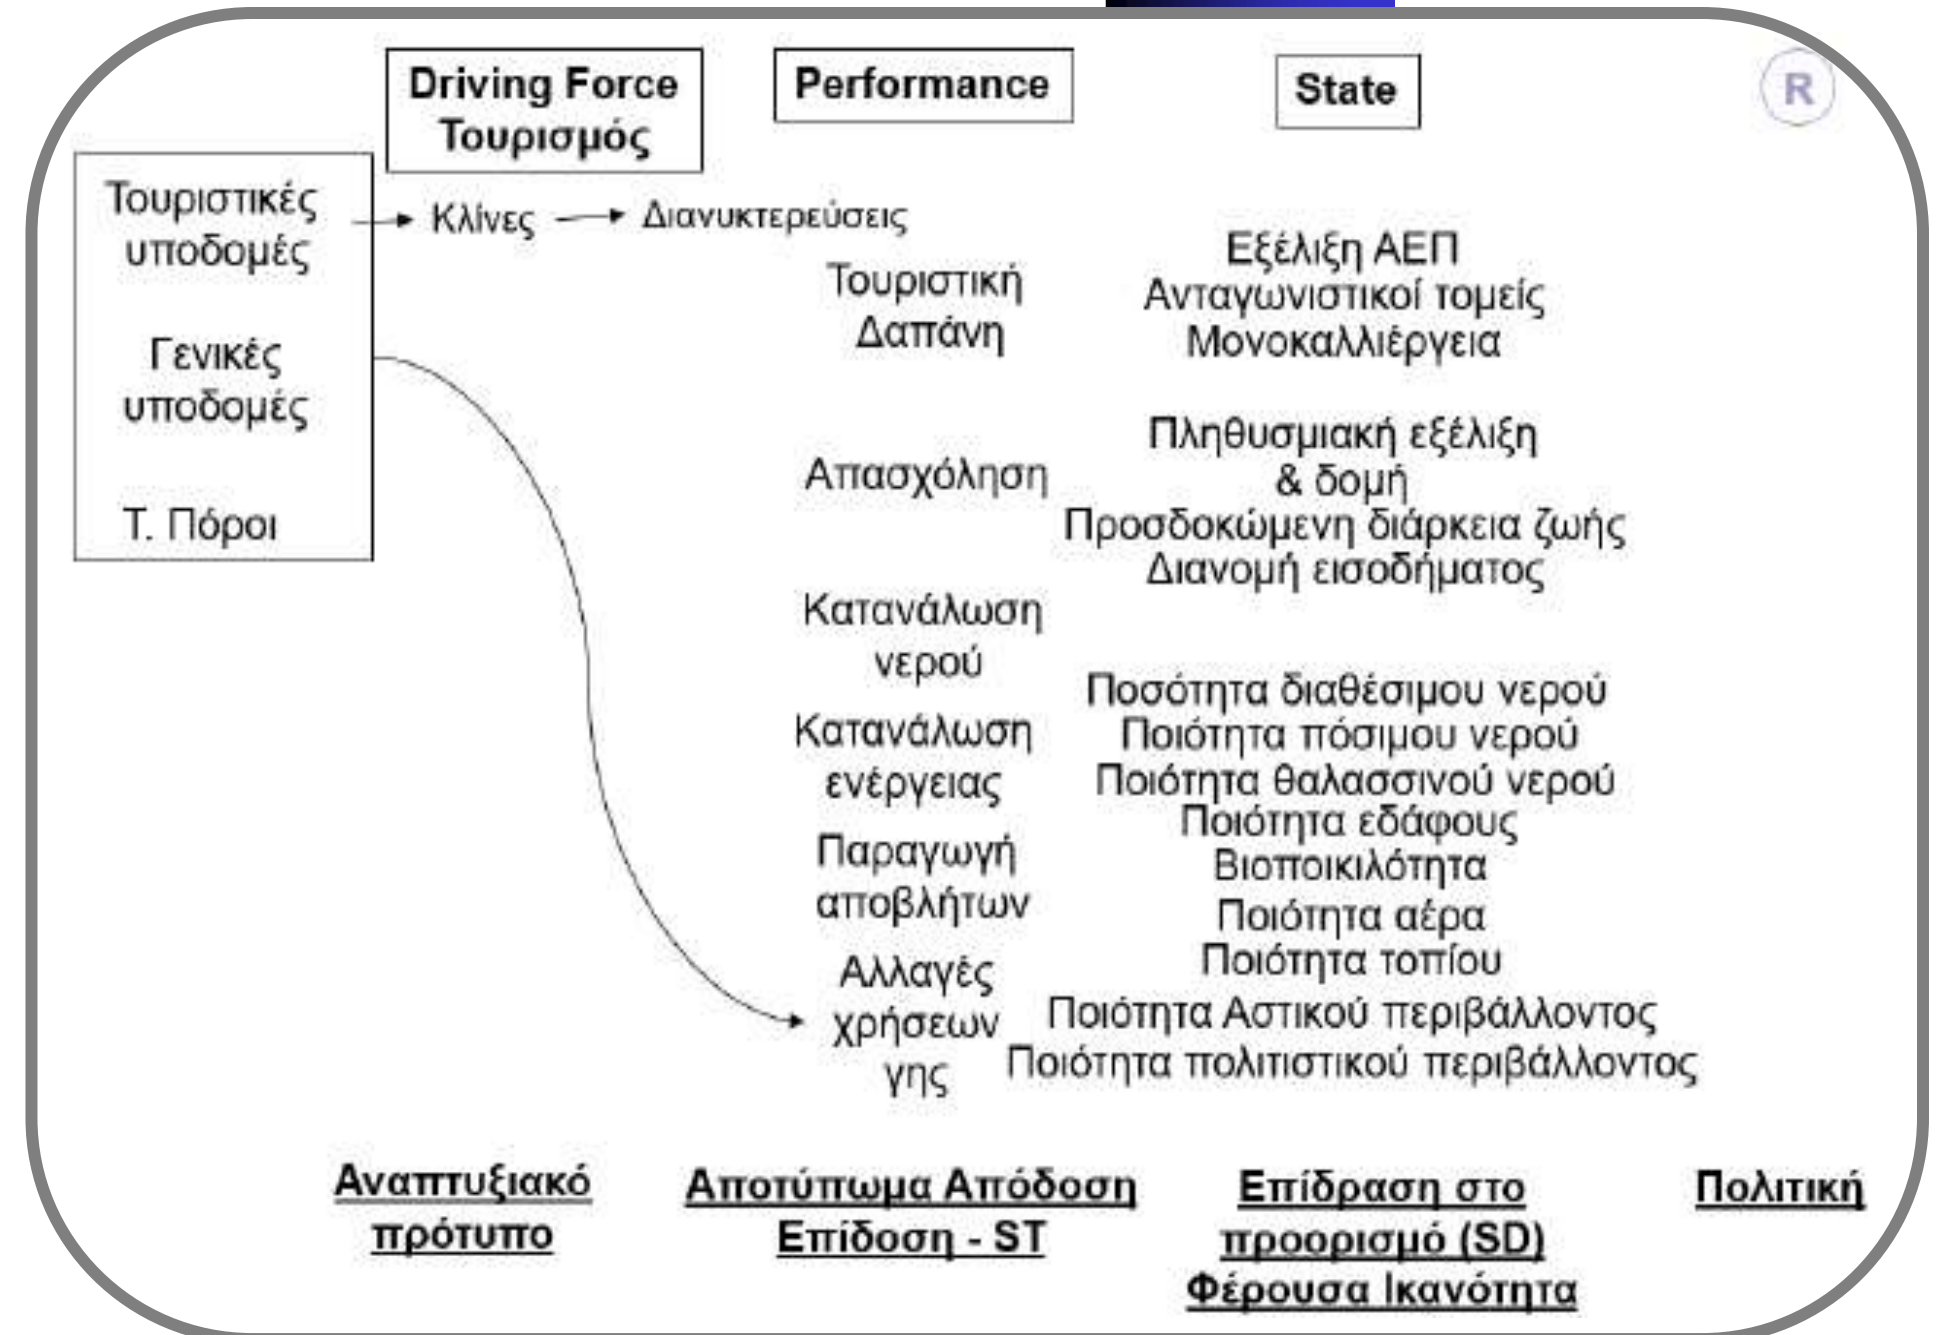 Driving Force
Τουρισμός
Performance
State
R
Τουριστικές
υποδομές
Γενικές
υποδομές
Τ. Πόροι
Κλίνες
Διανυκτερεύσεις
Τουριστική
Δαπάνη
Απασχόληση
Κατανάλωση
νερού
Κατανάλωση
ενέργειας
Παραγωγή
αποβλήτων
Αλλαγές
χρήσεων
γης
Εξέλιξη ΑΕΠ
Ανταγωνιστικοί τομείς
Μονοκαλλιέργεια
Πληθυσμιακή εξέλιξη
& δομή
Προσδοκώμενη διάρκεια ζωής
Διανομή εισοδήματος
Ποσότητα διαθέσιμου νερού
Ποιότητα πόσιμου νερού
Ποιότητα θαλασσινού νερού
Ποιότητα εδάφους
Βιοποικιλότητα
Ποιότητα αέρα
Ποιότητα τοπίου
Ποιότητα Αστικού περιβάλλοντος
Ποιότητα πολιτιστικού περιβάλλοντος
Αναπτυξιακό
πρότυπο
Αποτύπωμα Απόδοση
Επίδοση - ST
Επίδραση στο
προορισμό (SD)
Φέρουσα Ικανότητα
Πολιτική